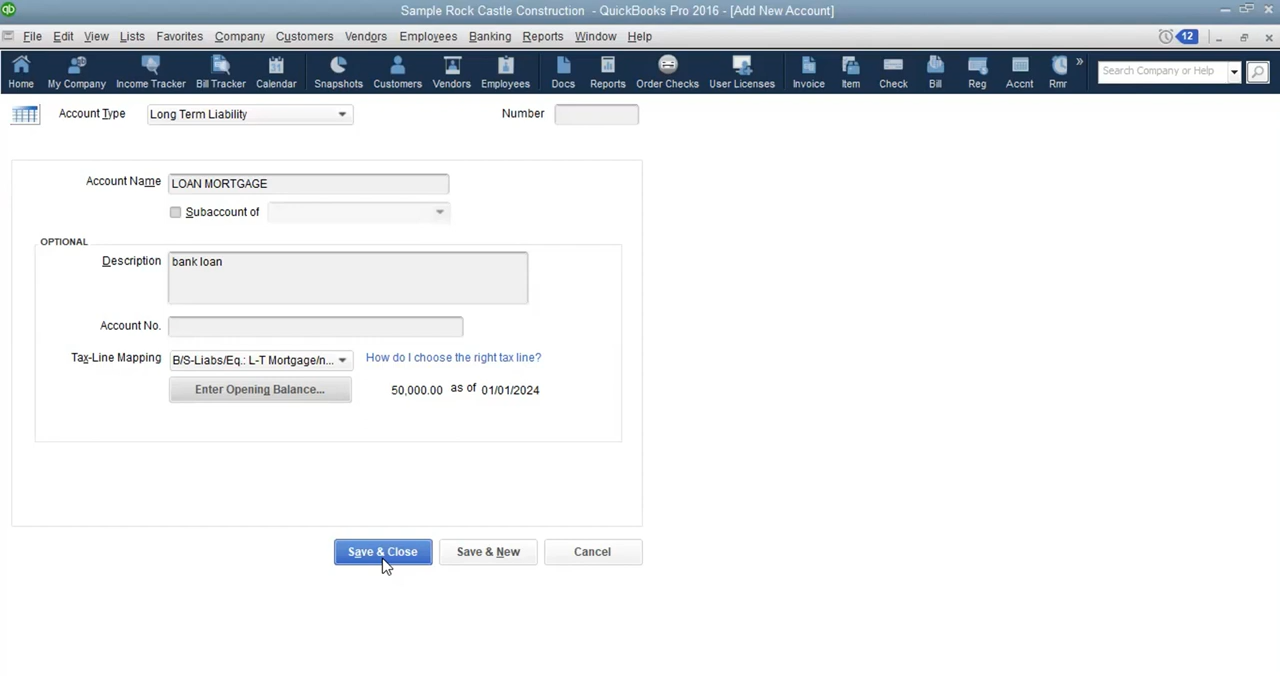 qb
Sample Rock Castle Construction - QuickBooks Pro 2016 - [Add New Account]
File Edit View Lists Favorites Company Customers Vendors Employees Banking Reports Window Help 12
Home My Company Income Tracker Bill Tracker Calendar Snapshots Customers Vendors Employees Docs Reports Order Checks User Licenses Invoice Item Check Bill Reg Accnt Rmr » Search Company or Help
Account Type Long Term Liability Number
Account Name LOAN MORTGAGE
Subaccount of
OPTIONAL
Description bank loan
Account No.
Tax-Line Mapping B/S-Liabs/Eq.: L-T Mortgage/n... How do I choose the right tax line?
Enter Opening Balance... 50,000.00 as of 01/01/2024
Save & Close Save & New Cancel